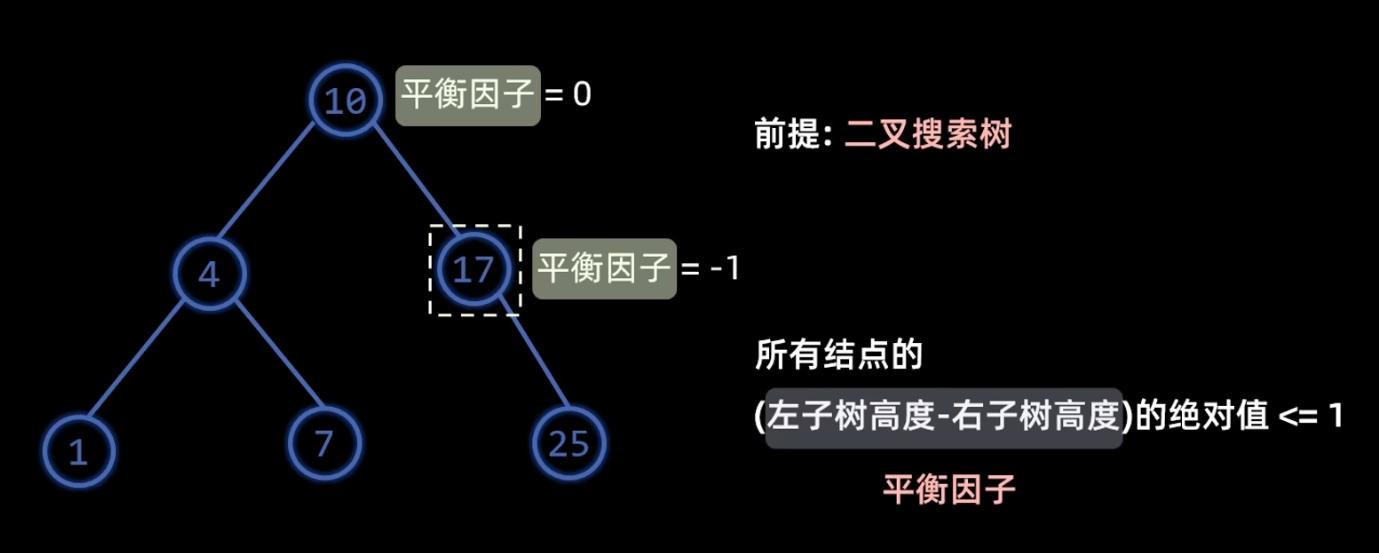 10 平衡因子 = 0
前提: 二叉搜索树
4
17 平衡因子 = -1
所有结点的
(左子树高度-右子树高度)的绝对值 <= 1
1
7
25
平衡因子